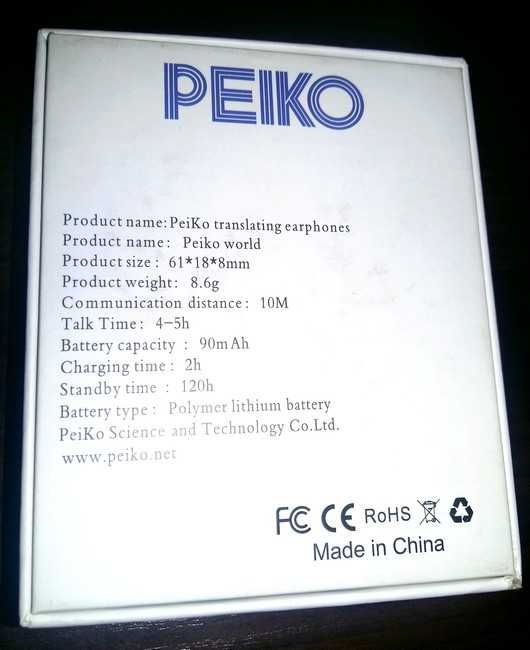 PEIKO
Product name:PeiKo translating earphones
Product name: Peiko world
Product size: 61*18*8mm
Product weight: 8.6g
Communication distance: 10M
Talk Time: 4-5h
Battery capacity : 90mAh
Charging time: 2h
Standby time : 120h
Battery type: Polymer lithium battery
PeiKo Science and Technology Co.Ltd.
www.peiko.net
FC CE RoHS
Made in China